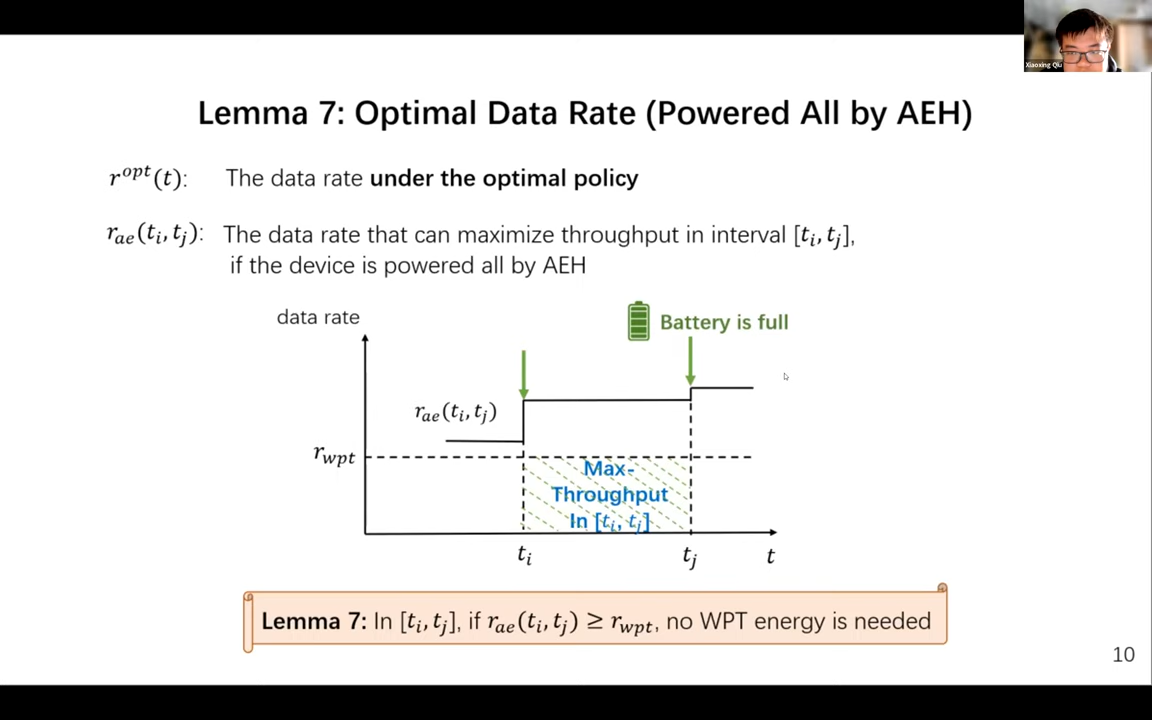 Xiaoxing Qiu
Lemma 7: Optimal Data Rate (Powered All by AEH)
r^{opt}(t): The data rate under the optimal policy
r_{ae}(t_i, t_j): The data rate that can maximize throughput in interval [t_i, t_j],
if the device is powered all by AEH
data rate
Battery is full
r_{ae}(t_i, t_j)
r_{wpt}
Max-
Throughput
In [t_i, t_j]
t_i t_j t
Lemma 7: In [t_i, t_j], if r_{ae}(t_i, t_j) ≥ r_{wpt}, no WPT energy is needed
10